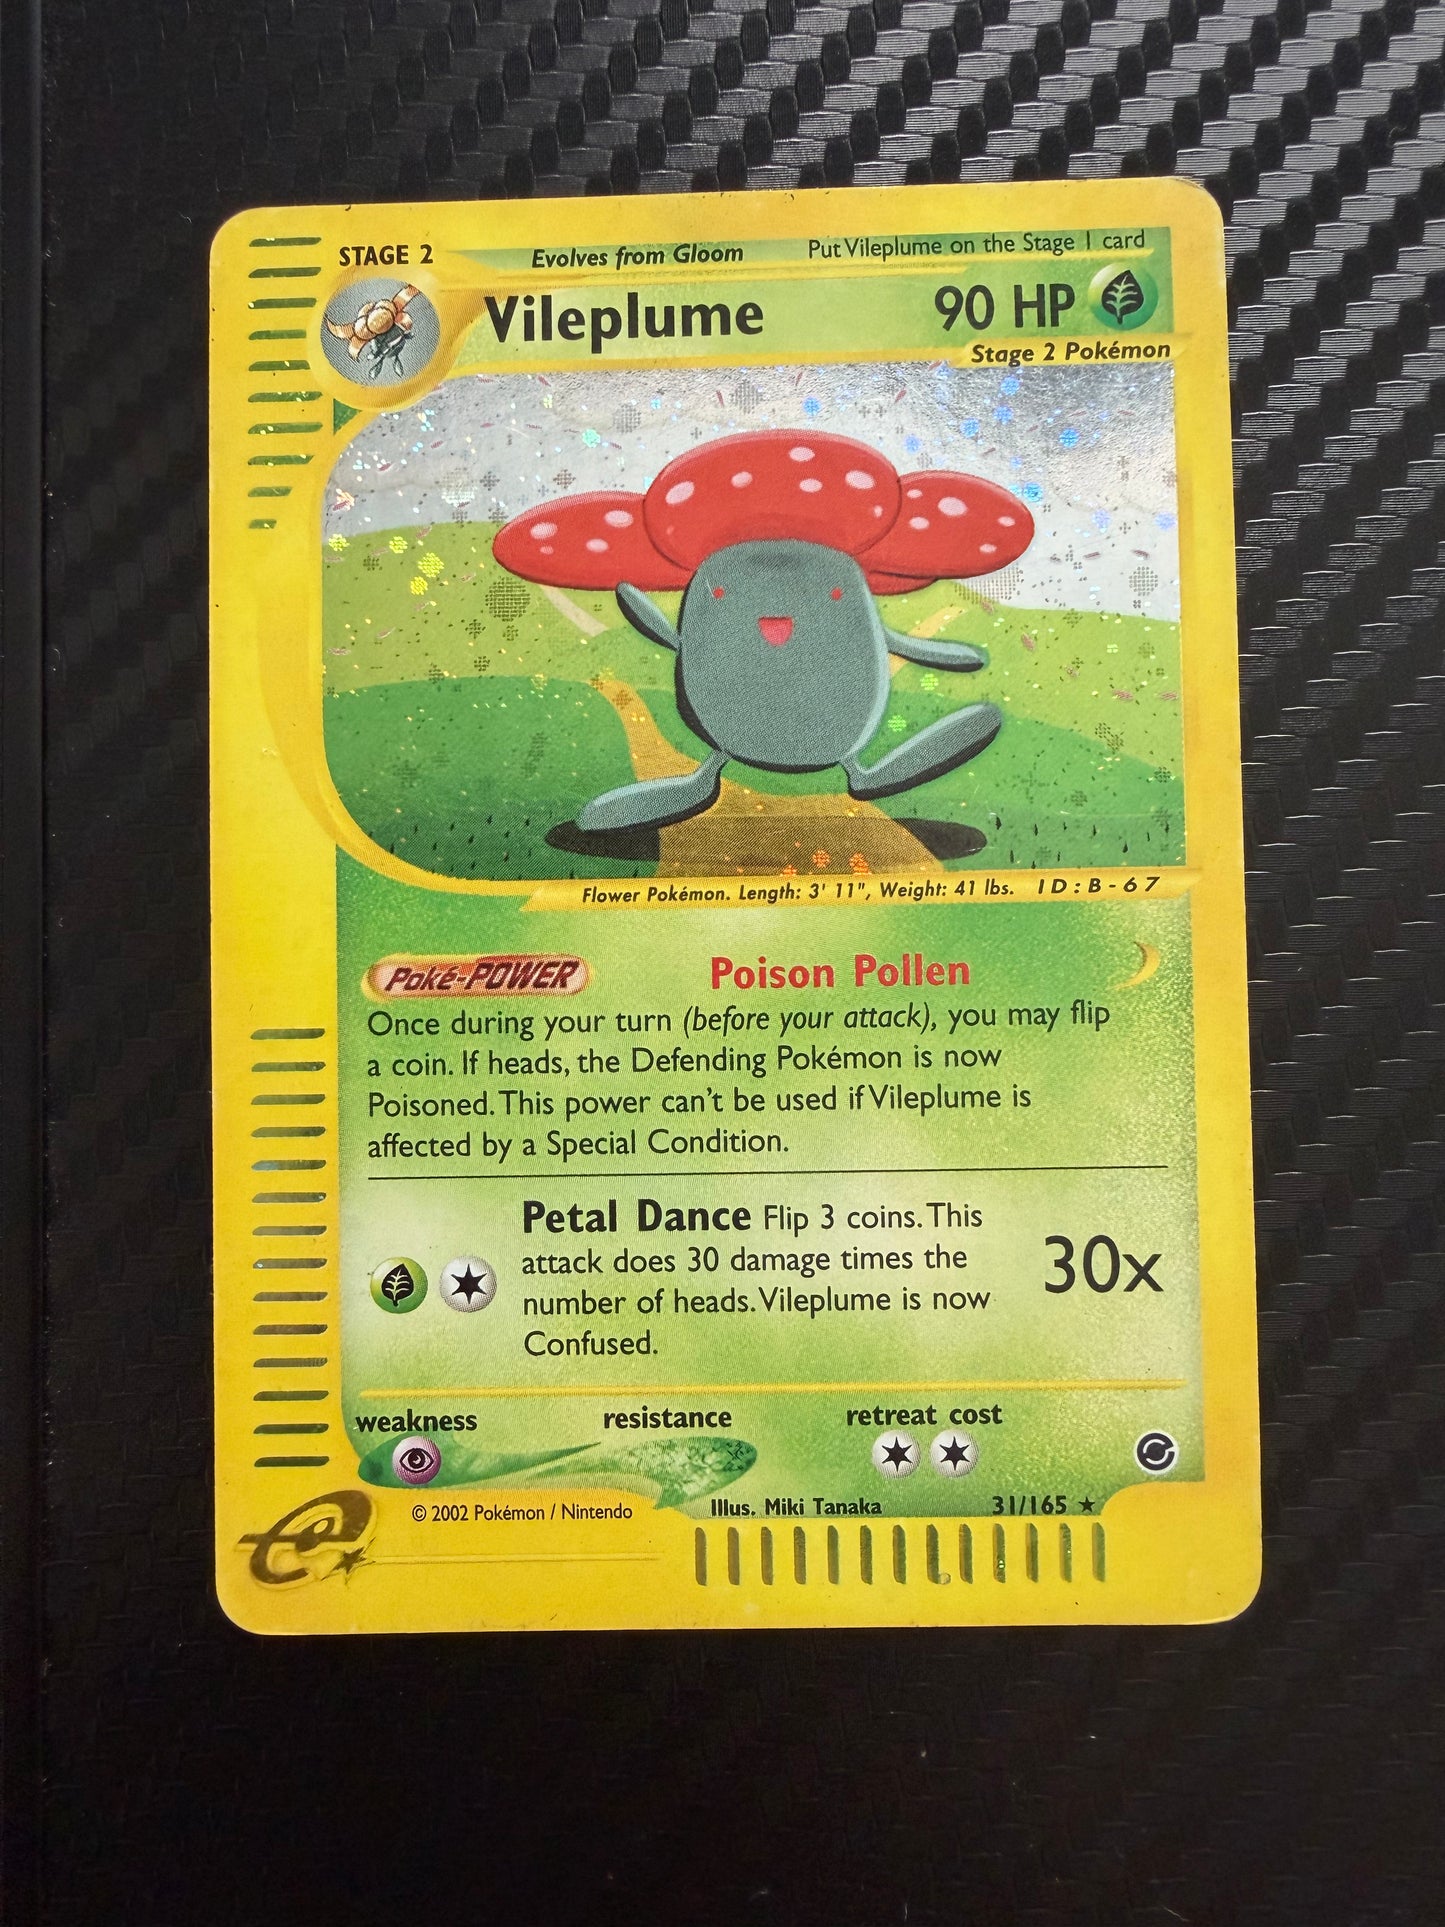 STAGE 2
Evolves from Gloom
Put Vileplume on the Stage 1 card
Vileplume
90 HP
Stage 2 Pokémon
Flower Pokémon. Length: 3' 11", Weight: 41 lbs. ID:B-67
Poké-POWER Poison Pollen
Once during your turn (before your attack), you may flip
a coin. If heads, the Defending Pokémon is now
Poisoned. This power can't be used if Vileplume is
affected by a Special Condition.
Petal Dance Flip 3 coins. This
attack does 30 damage times the
number of heads. Vileplume is now
Confused.
30x
weakness resistance retreat cost
© 2002 Pokémon / Nintendo Illus. Miki Tanaka 31/165 ★
e